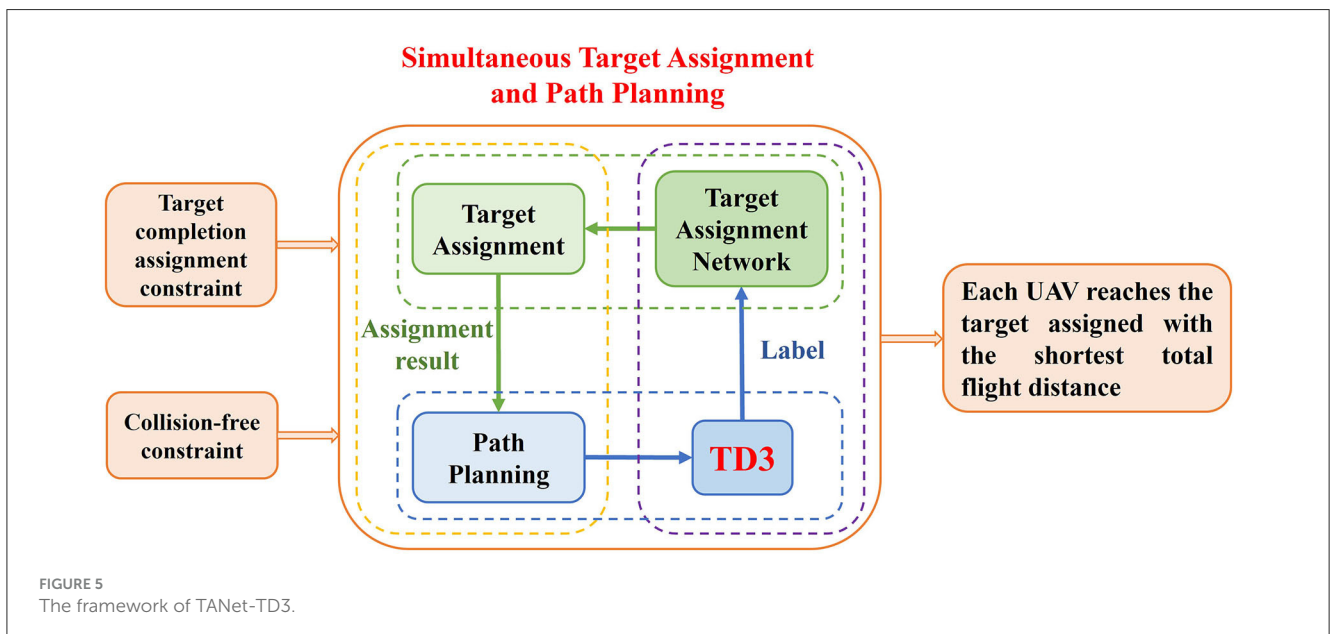 Simultaneous Target Assignment
and Path Planning
Target
completion
assignment
constraint
Collision-free
constraint
Target
Assignment
Target
Assignment
Network
Assignment
result
Label
Path
Planning
TD3
Each UAV reaches the
target assigned with
the shortest total
flight distance
FIGURE 5
The framework of TANet-TD3.